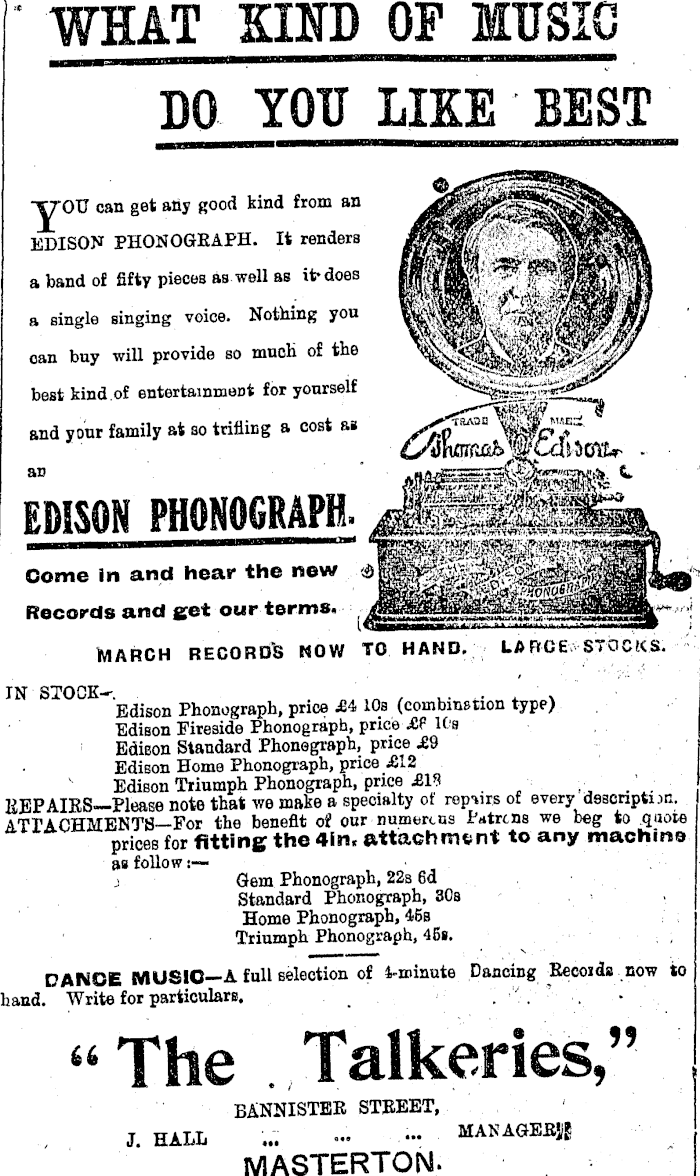 WHAT KIND OF MUSIC
DO YOU LIKE BEST
YOU can get any good kind from an
EDISON PHONOGRAPH. It renders
a band of fifty pieces as well as it does
a single singing voice. Nothing you
can buy will provide so much of the
best kind of entertainment for yourself
and your family at so trifling a cost as
an
EDISON PHONOGRAPH.
Come in and hear the new
Records and get our terms.
TRADE MARK
Thomas A Edison
THE EDISON PHONOGRAPH
MARCH RECORDS NOW TO HAND. LARGE STOCKS.
IN STOCK—
Edison Phonograph, price £4 10s (combination type)
Edison Fireside Phonograph, price 10s
Edison Standard Phonograph, price £9
Edison Home Phonograph, price £12
Edison Triumph Phonograph, price
REPAIRS—Please note that we make a specialty of repairs of every description.
ATTACHMENTS—For the benefit of our numerous Patrons we beg to quote
prices for fitting the 4in. attachment to any machine
as follow:—
Gem Phonograph, 22s 6d
Standard Phonograph, 30s
Home Phonograph, 45s
Triumph Phonograph, 45s.
DANCE MUSIC—A full selection of 4-minute Dancing Records now to
hand. Write for particulars.
"The Talkeries,"
BANNISTER STREET,
J. HALL ... ... ... MANAGER
MASTERTON.